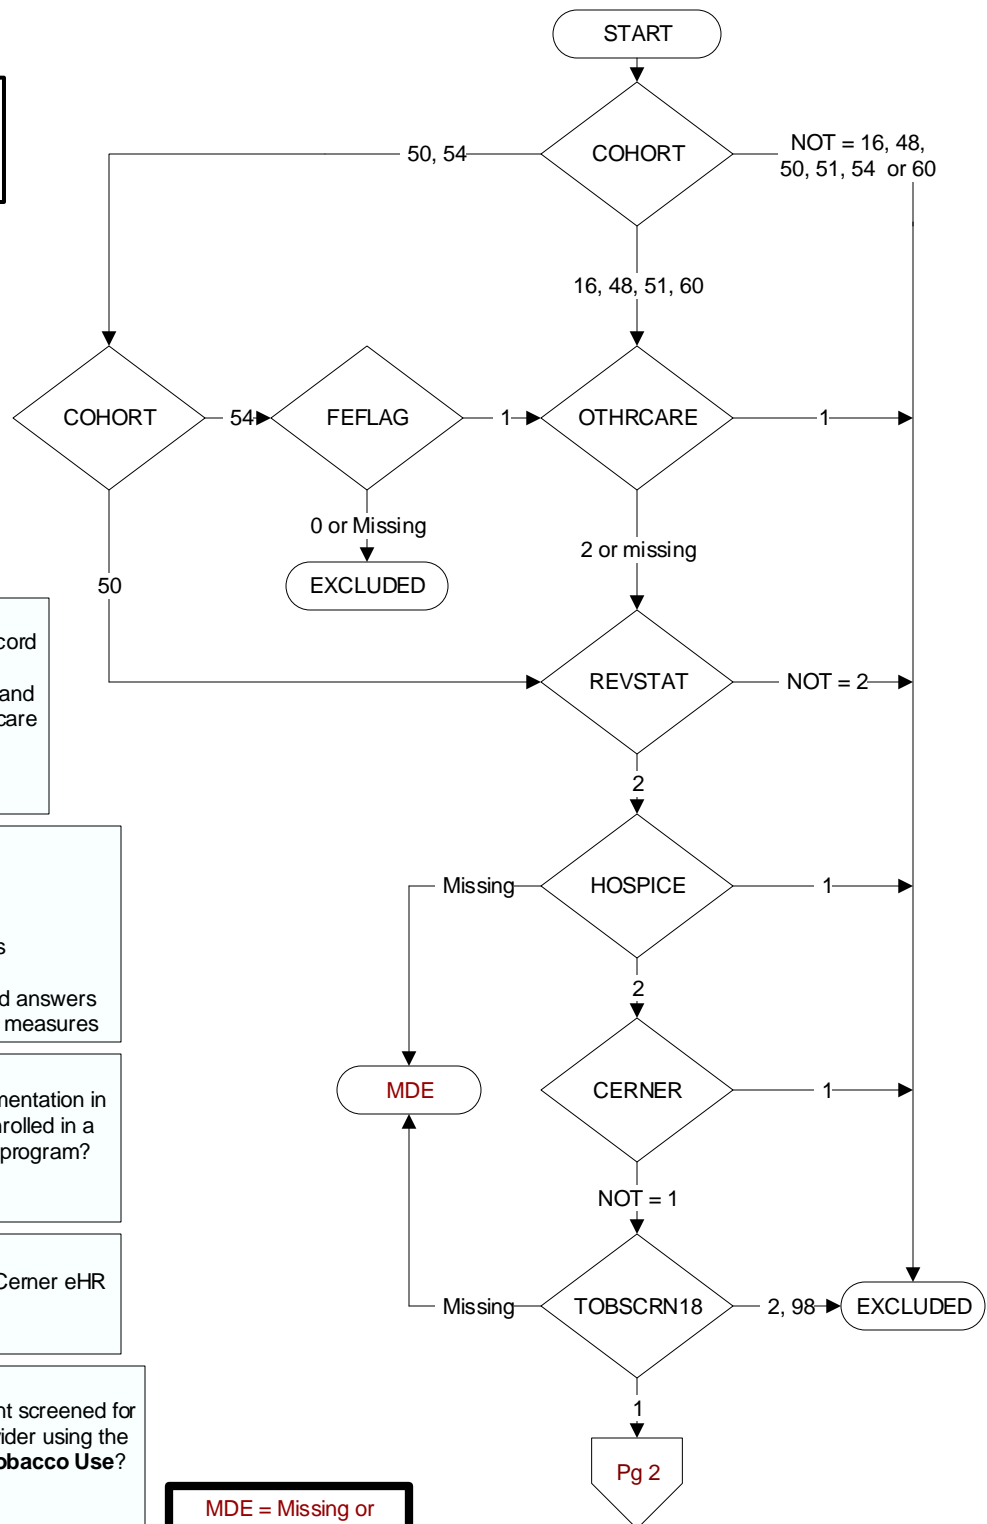 START
COHORT
50, 54
NOT = 16, 48,
50, 51, 54 or 60
16, 48, 51, 60
COHORT
54
FEFLAG
1
OTHRCARE
1
0 or Missing
EXCLUDED
2 or missing
50
REVSTAT
NOT = 2
2
HOSPICE
Missing
1
2
MDE
CERNER
1
NOT = 1
TOBSCRN18
Missing
2, 98
EXCLUDED
1
Pg 2
cord
and
care
s
d answers
measures
mentation in
nrolled in a
program?
Cerner eHR
nt screened for
vider using the
obacco Use?
MDE = Missing or